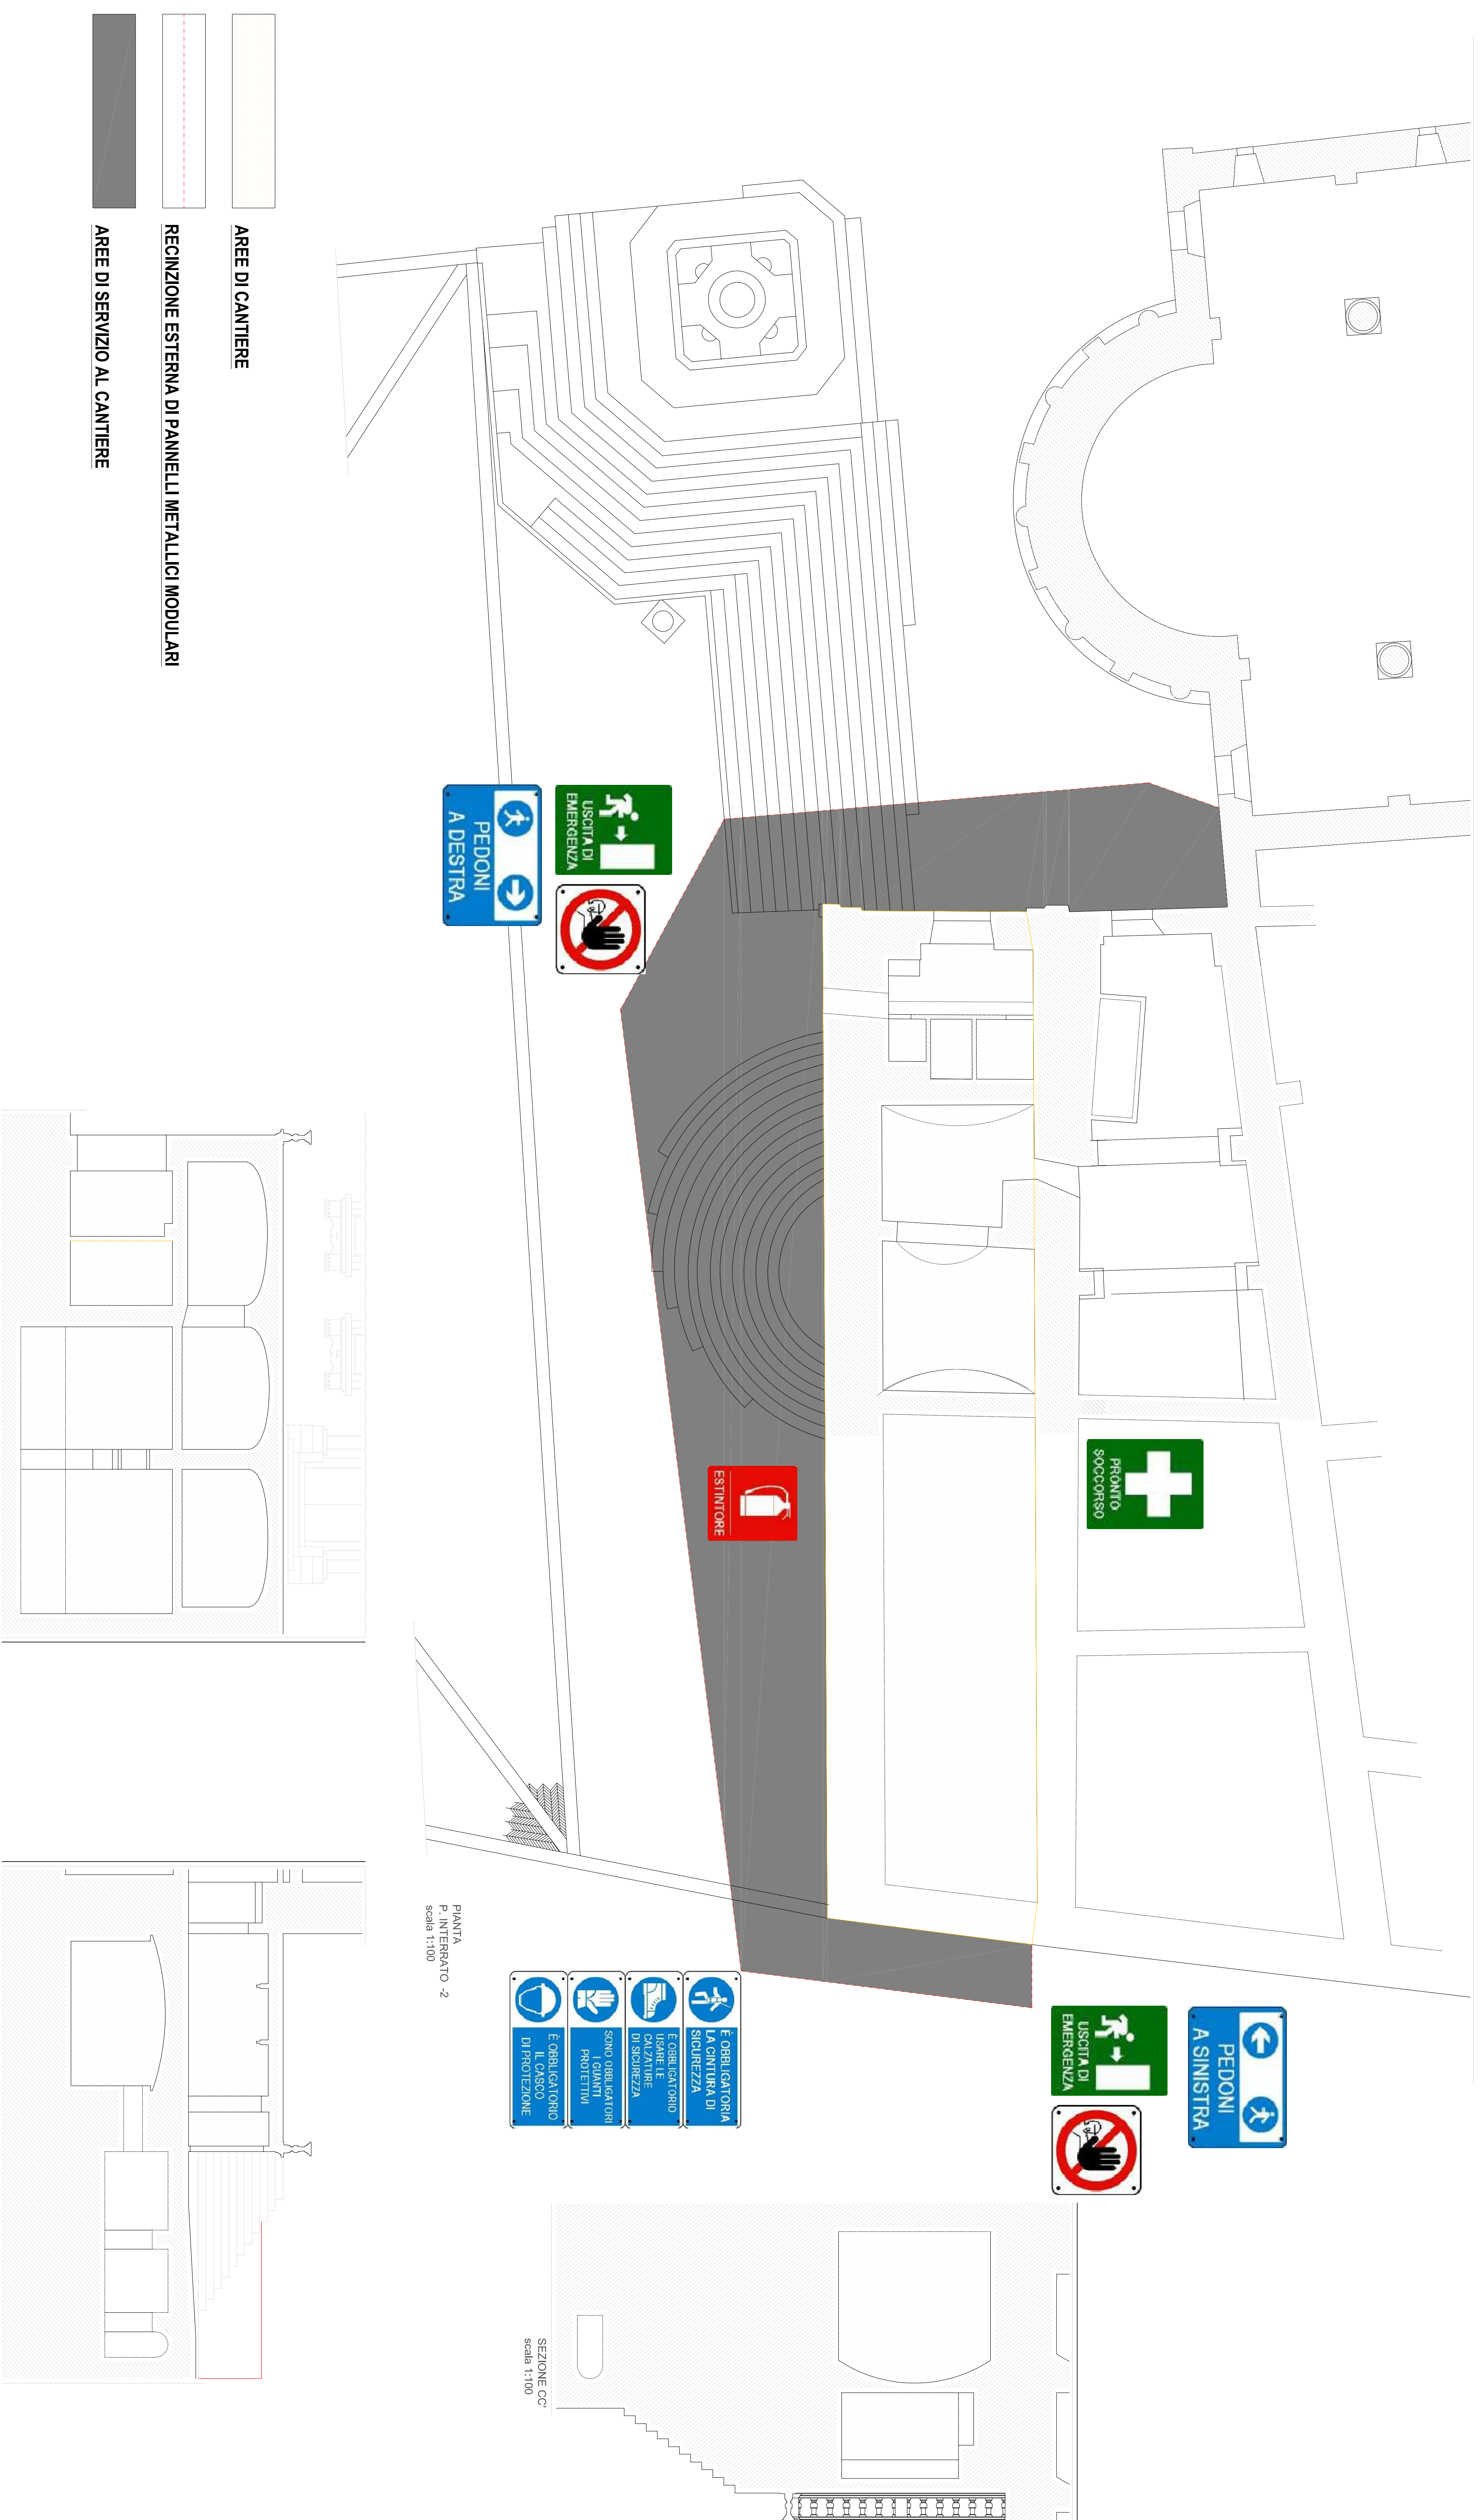 AREE DI CANTIERE
RECINZIONE ESTERNA DI PANNELLI METALLICI MODULARI
AREE DI SERVIZIO AL CANTIERE
USCITA DI
EMERGENZA
PEDONI
A DESTRA
PRONTO
SOCCORSO
ESTINTORE
PEDONI
A SINISTRA
USCITA DI
EMERGENZA
È OBBLIGATORIA
LA CINTURA DI
SICUREZZA
È OBBLIGATORIO
USARE LE
CALZATURE
DI SICUREZZA
SONO OBBLIGATORI
I GUANTI
PROTETTIVI
È OBBLIGATORIO
IL CASCO
DI PROTEZIONE
PIANTA
P. INTERRATO -2
scala 1:100
SEZIONE CC'
scala 1:100